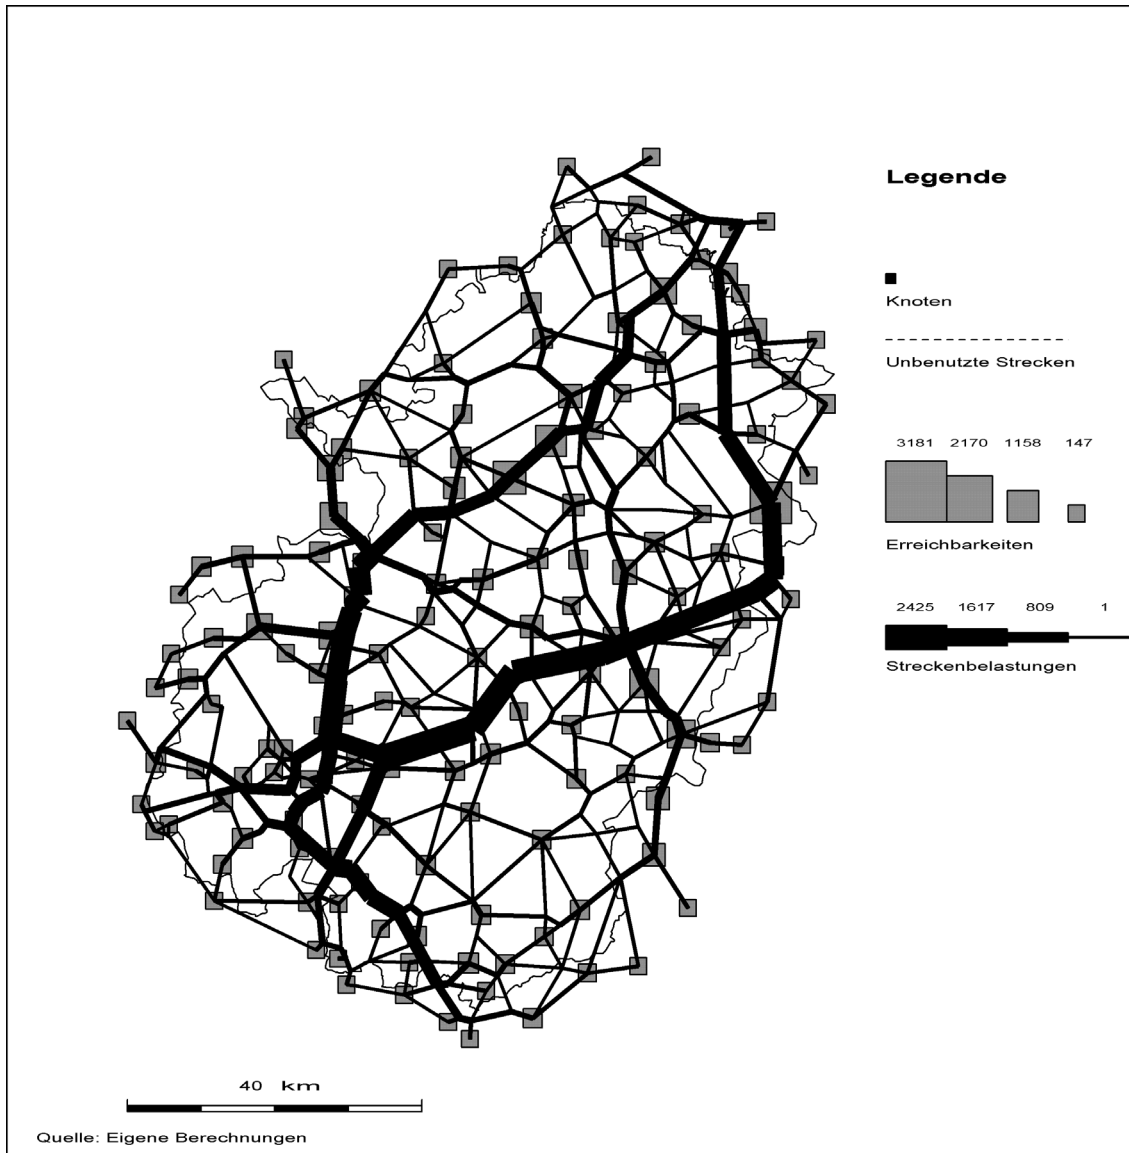 Legende
Knoten
Unbenutzte Strecken
3181 2170 1158 147
Erreichbarkeiten
2425 1617 809 1
Streckenbelastungen
40 km
Quelle: Eigene Berechnungen